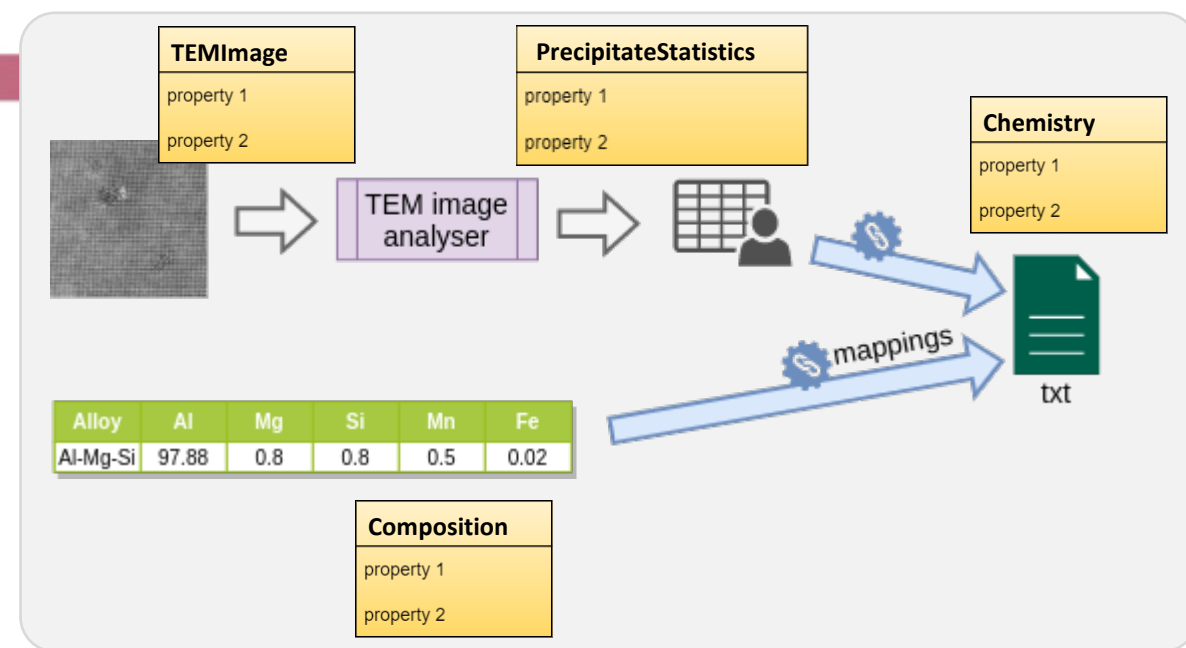 TEMImage
property 1
property 2
PrecipitateStatistics
property 1
property 2
Chemistry
property 1
property 2
TEM image
analyser
mappings
txt
Alloy Al Mg Si Mn Fe
Al-Mg-Si 97.88 0.8 0.8 0.5 0.02
Composition
property 1
property 2